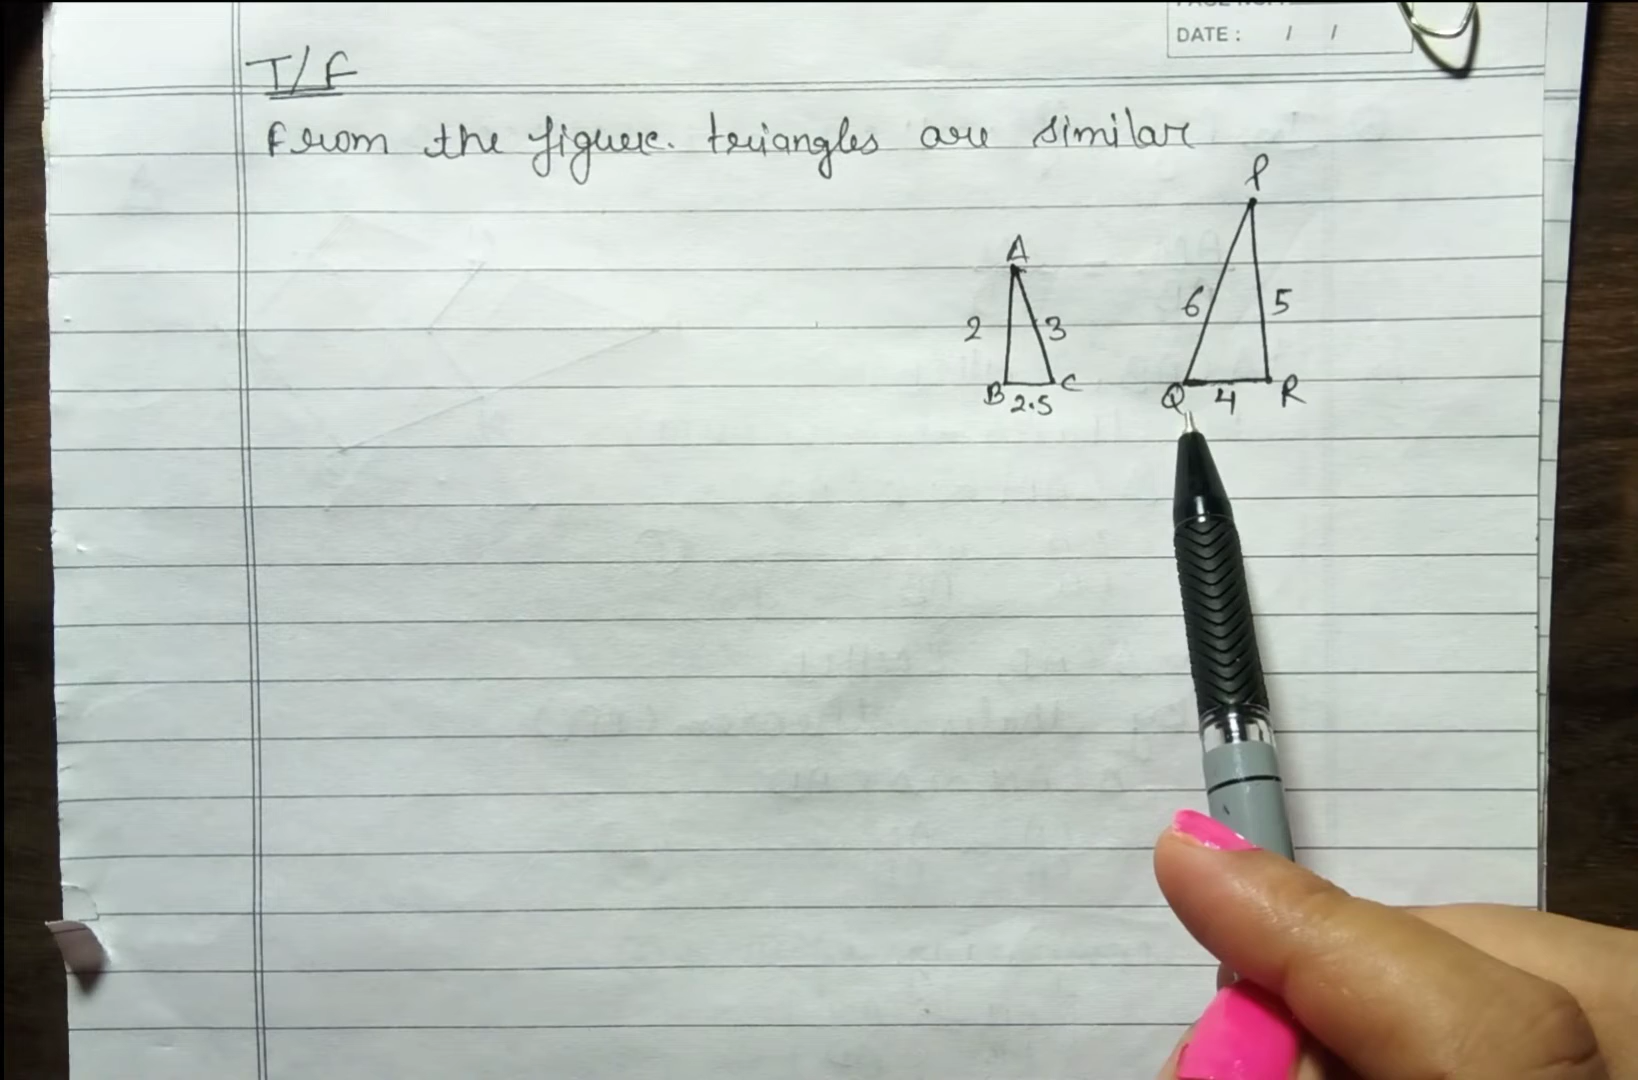 DATE :    /    /
T/F
From the figure. triangles are similar
P
A
6 5
2 3
B C Q R
2.5 4